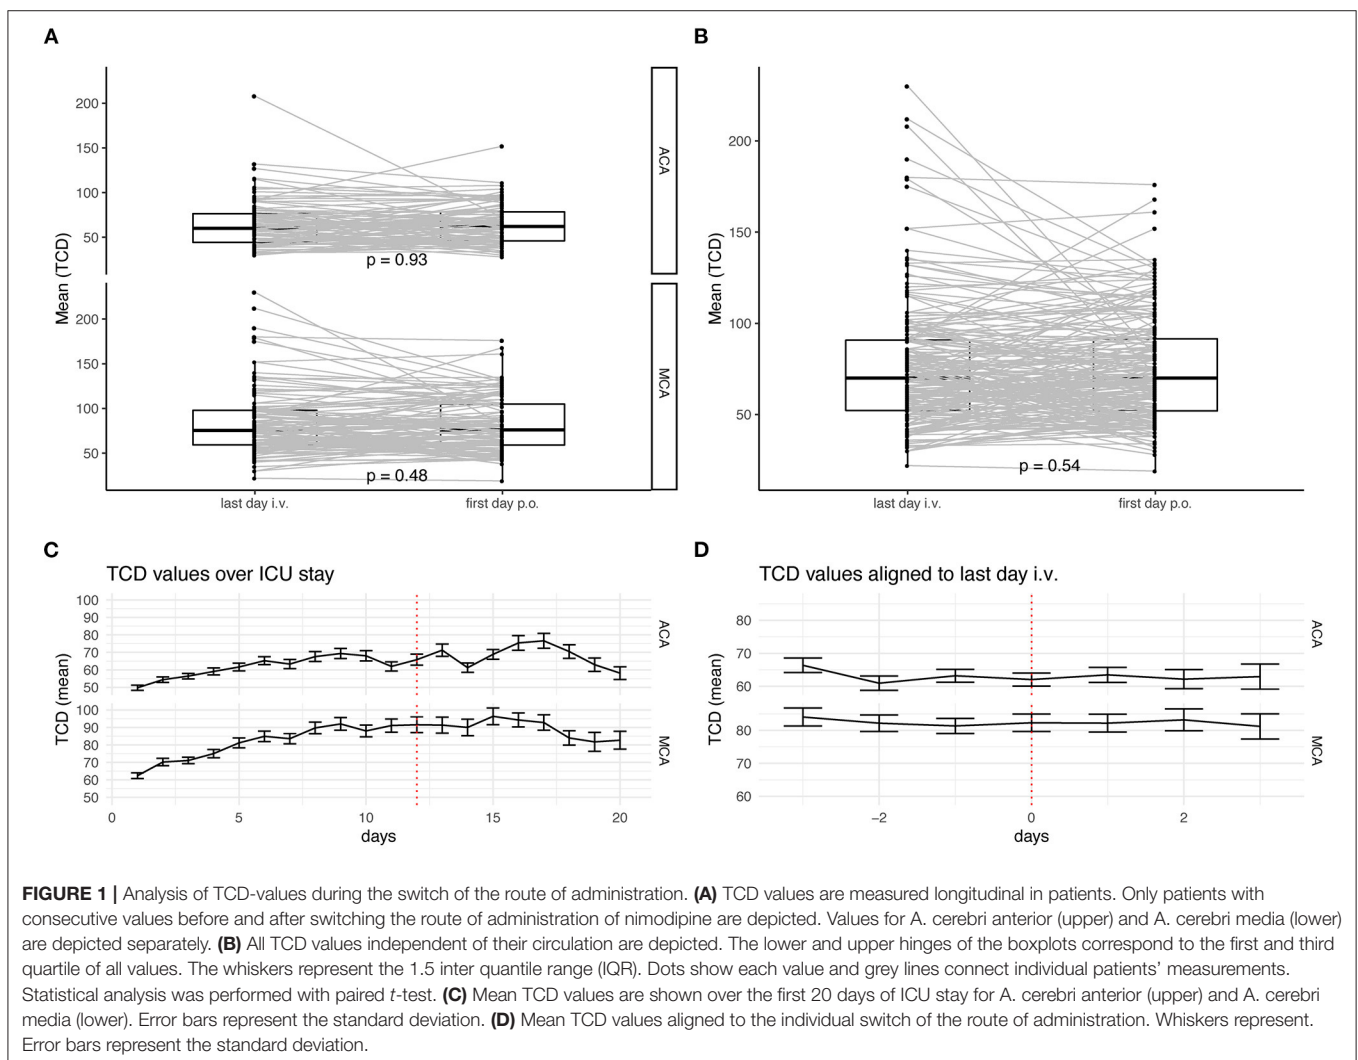 A
B
Mean (TCD)
200
150
100
50
p = 0.93
ACA
200
150
100
50
p = 0.48
MCA
last day i.v.
first day p.o.
Mean (TCD)
200
150
100
50
p = 0.54
last day i.v.
first day p.o.
C
TCD values over ICU stay
TCD (mean)
100
90
80
70
60
50
ACA
100
90
80
70
60
50
MCA
0
5
10
15
20
days
D
TCD values aligned to last day i.v.
TCD (mean)
80
70
60
ACA
80
70
60
MCA
−2
0
2
days
FIGURE 1 | Analysis of TCD-values during the switch of the route of administration. (A) TCD values are measured longitudinal in patients. Only patients with
consecutive values before and after switching the route of administration of nimodipine are depicted. Values for A. cerebri anterior (upper) and A. cerebri media (lower)
are depicted separately. (B) All TCD values independent of their circulation are depicted. The lower and upper hinges of the boxplots correspond to the first and third
quartile of all values. The whiskers represent the 1.5 inter quantile range (IQR). Dots show each value and grey lines connect individual patients’ measurements.
Statistical analysis was performed with paired t-test. (C) Mean TCD values are shown over the first 20 days of ICU stay for A. cerebri anterior (upper) and A. cerebri
media (lower). Error bars represent the standard deviation. (D) Mean TCD values aligned to the individual switch of the route of administration. Whiskers represent.
Error bars represent the standard deviation.